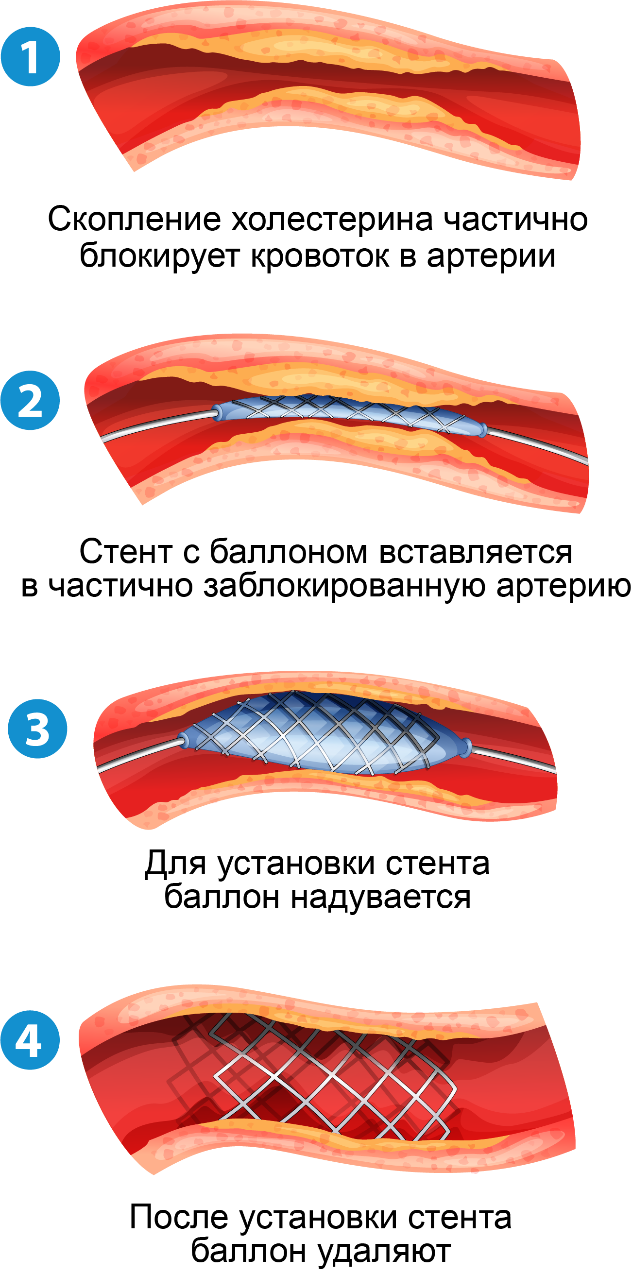 1
Скопление холестерина частично
блокирует кровоток в артерии
2
Стент с баллоном вставляется
в частично заблокированную артерию
3
Для установки стента
баллон надувается
4
После установки стента
баллон удаляют